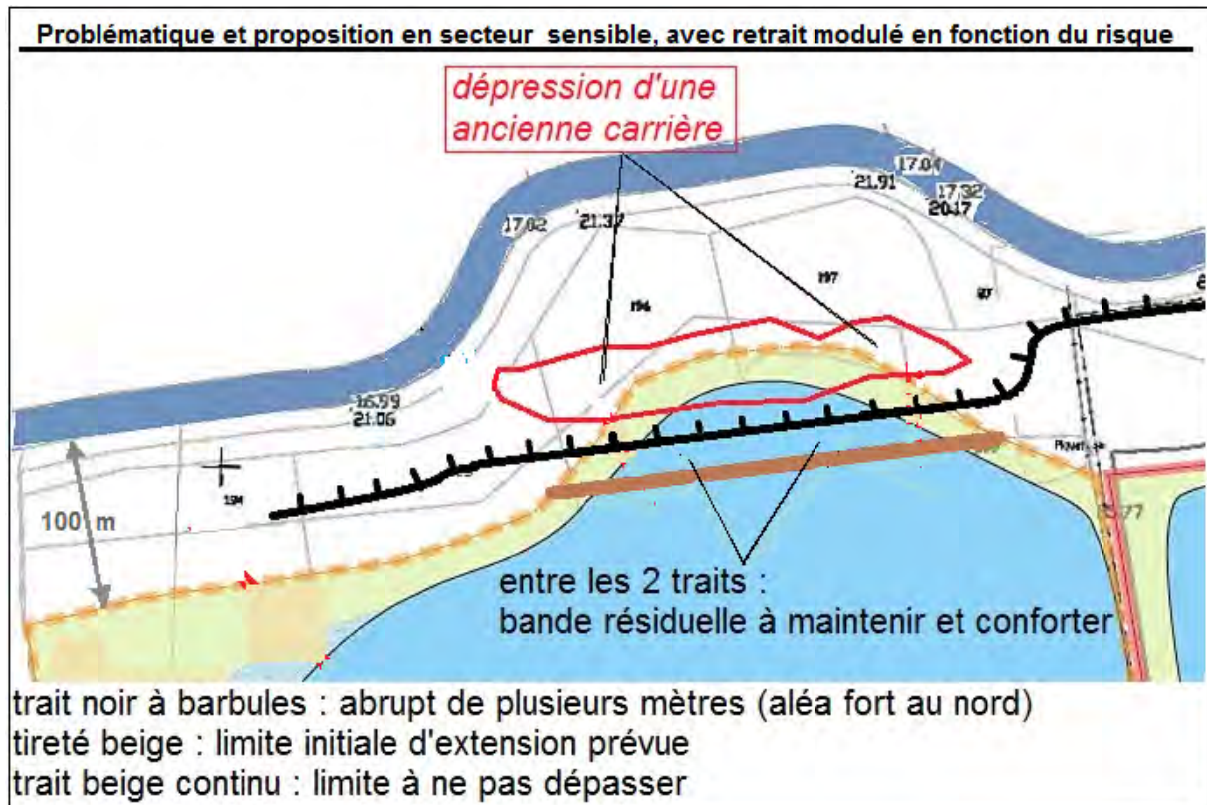 Problématique et proposition en secteur sensible, avec retrait modulé en fonction du risque
dépression d'une
ancienne carrière
17.04
21.91
17.32
20.17
17.02
21.37
197
196
16.99
21.06
100 m
entre les 2 traits :
bande résiduelle à maintenir et conforter
trait noir à barbules : abrupt de plusieurs mètres (aléa fort au nord)
tireté beige : limite initiale d'extension prévue
trait beige continu : limite à ne pas dépasser